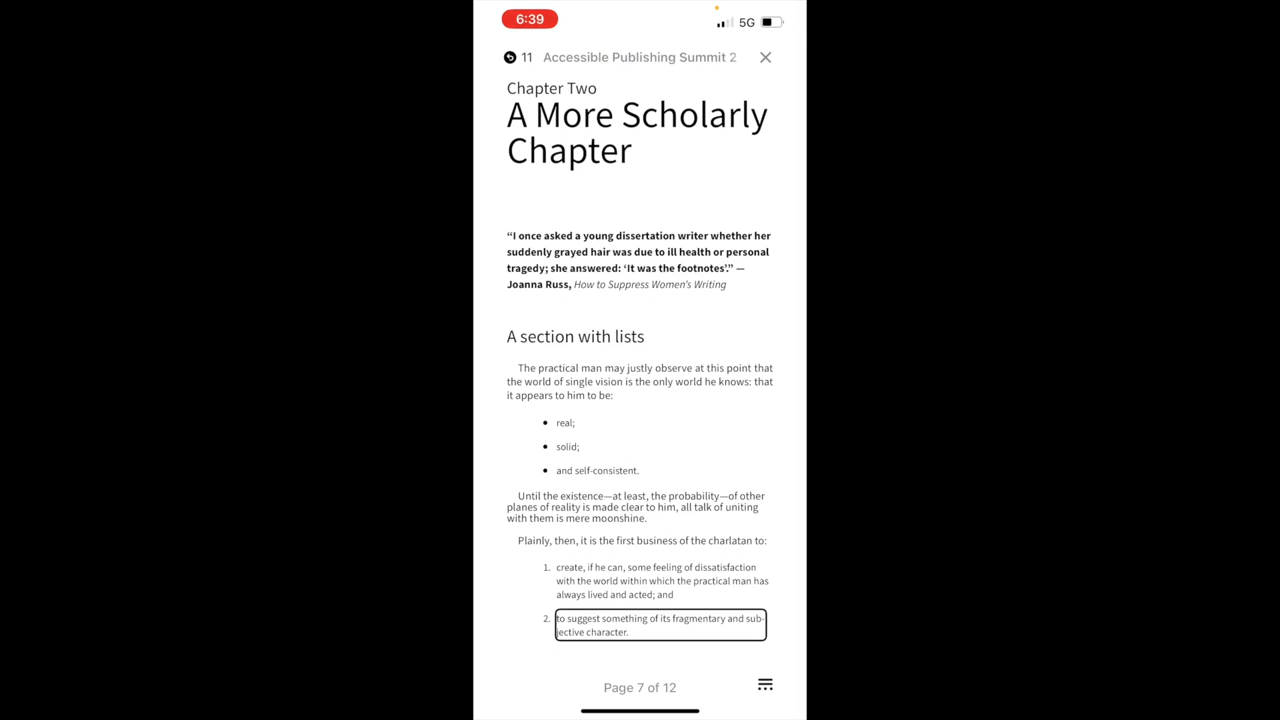 6:39
5G
11 Accessible Publishing Summit 2
Chapter Two
A More Scholarly
Chapter
“I once asked a young dissertation writer whether her
suddenly grayed hair was due to ill health or personal
tragedy; she answered: ‘It was the footnotes’.” —
Joanna Russ, How to Suppress Women’s Writing
A section with lists
The practical man may justly observe at this point that
the world of single vision is the only world he knows: that
it appears to him to be:
• real;
• solid;
• and self-consistent.
Until the existence—at least, the probability—of other
planes of reality is made clear to him, all talk of uniting
with them is mere moonshine.
Plainly, then, it is the first business of the charlatan to:
1. create, if he can, some feeling of dissatisfaction
with the world within which the practical man has
always lived and acted; and
2. to suggest something of its fragmentary and sub-
jective character.
Page 7 of 12